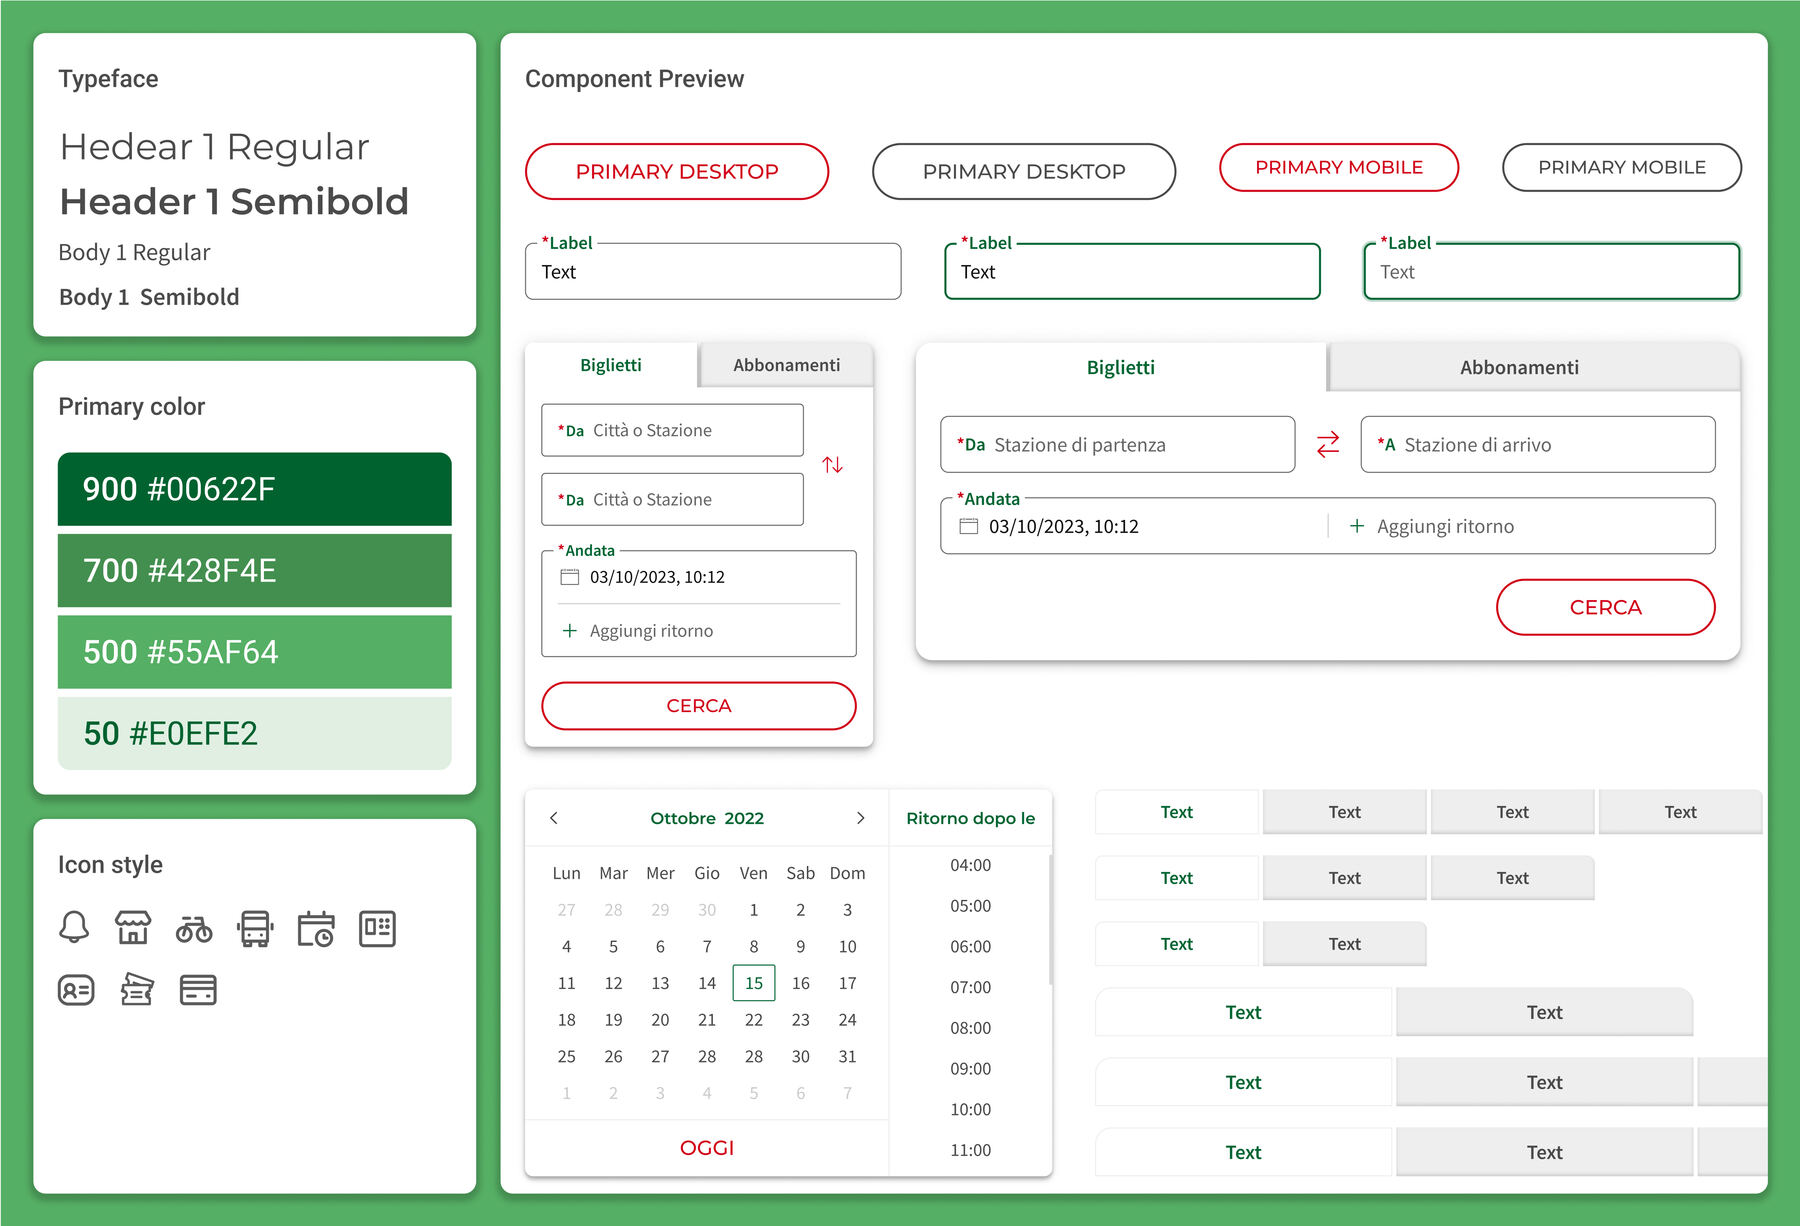 Typeface
Hedear 1 Regular
Header 1 Semibold
Body 1 Regular
Body 1 Semibold
Primary color
900 #00622F
700 #428F4E
500 #55AF64
50 #E0EFE2
Icon style
Component Preview
PRIMARY DESKTOP
PRIMARY DESKTOP
PRIMARY MOBILE
PRIMARY MOBILE
*Label
Text
*Label
Text
*Label
Text
Biglietti Abbonamenti
*Da Città o Stazione
*Da Città o Stazione
*Andata
03/10/2023, 10:12
+ Aggiungi ritorno
CERCA
Biglietti Abbonamenti
*Da Stazione di partenza
*A Stazione di arrivo
*Andata
03/10/2023, 10:12
+ Aggiungi ritorno
CERCA
< Ottobre 2022 >
Lun Mar Mer Gio Ven Sab Dom
27 28 29 30 1 2 3
4 5 6 7 8 9 10
11 12 13 14 15 16 17
18 19 20 21 22 23 24
25 26 27 28 28 30 31
1 2 3 4 5 6 7
OGGI
Ritorno dopo le
04:00
05:00
06:00
07:00
08:00
09:00
10:00
11:00
Text Text Text Text
Text Text Text
Text Text
Text Text
Text Text
Text Text